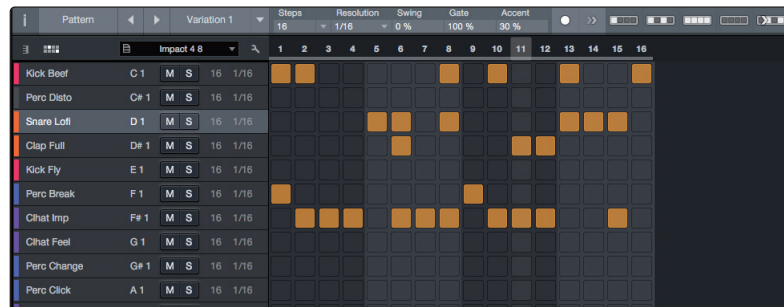 Pattern Variation 1 Steps Resolution Swing Gate Accent
16 1/16 0 % 100 % 30 %
Impact 4 8 1 2 3 4 5 6 7 8 9 10 11 12 13 14 15 16
Kick Beef C 1 M S 16 1/16
Perc Disto C# 1 M S 16 1/16
Snare Lofi D 1 M S 16 1/16
Clap Full D# 1 M S 16 1/16
Kick Fly E 1 M S 16 1/16
Perc Break F 1 M S 16 1/16
Clhat Imp F# 1 M S 16 1/16
Clhat Feel G 1 M S 16 1/16
Perc Change G# 1 M S 16 1/16
Perc Click A 1 M S 16 1/16